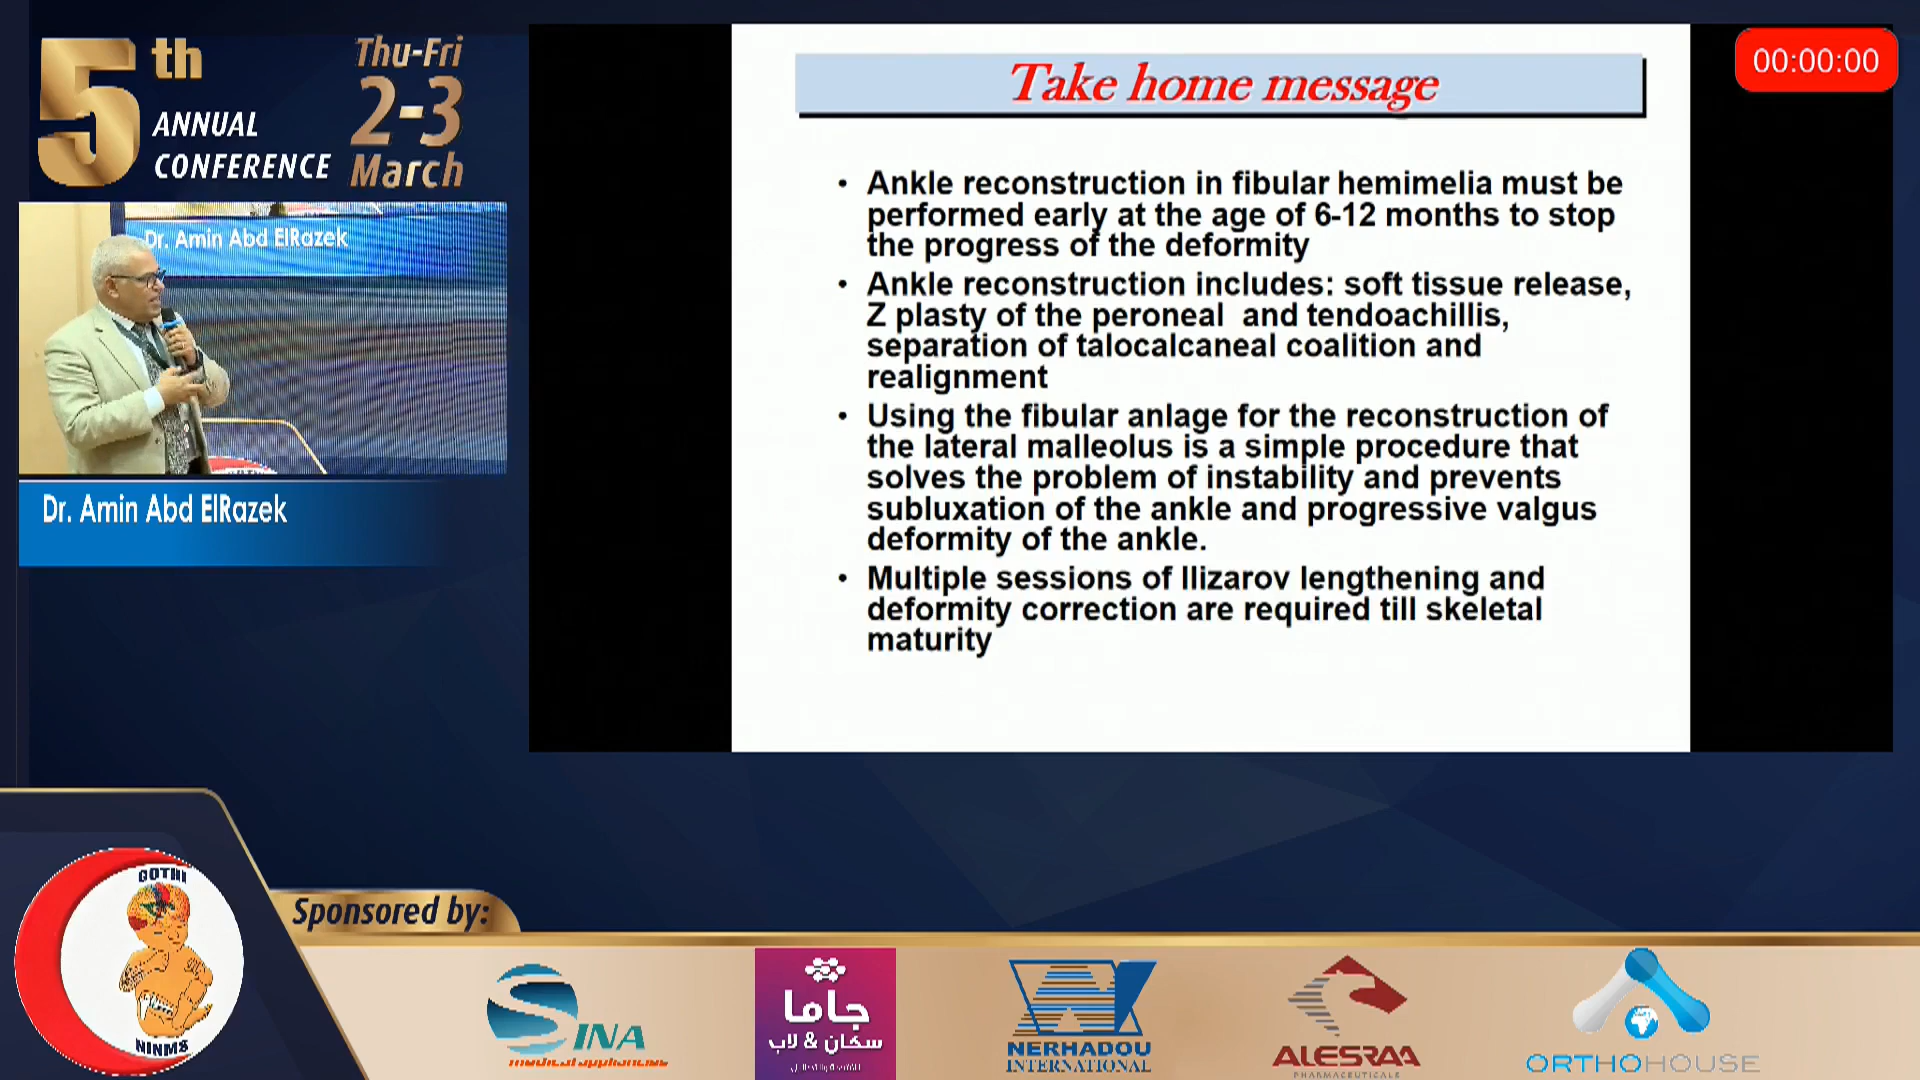 5th
ANNUAL
CONFERENCE
Thu-Fri
2-3
March
Dr. Amin Abd ElRazek
Dr. Amin Abd ElRazek
Take home message
00:00:00
• Ankle reconstruction in fibular hemimelia must be
performed early at the age of 6-12 months to stop
the progress of the deformity
• Ankle reconstruction includes: soft tissue release,
Z plasty of the peroneal and tendoachillis,
separation of talocalcaneal coalition and
realignment
• Using the fibular anlage for the reconstruction of
the lateral malleolus is a simple procedure that
solves the problem of instability and prevents
subluxation of the ankle and progressive valgus
deformity of the ankle.
• Multiple sessions of Ilizarov lengthening and
deformity correction are required till skeletal
maturity
GOTHI
NINMS
Sponsored by:
SINA
medical appliances
جاما
سكان & لاب
NERHADOU
INTERNATIONAL
ALESRAA
PHARMACEUTICALS
ORTHOHOUSE